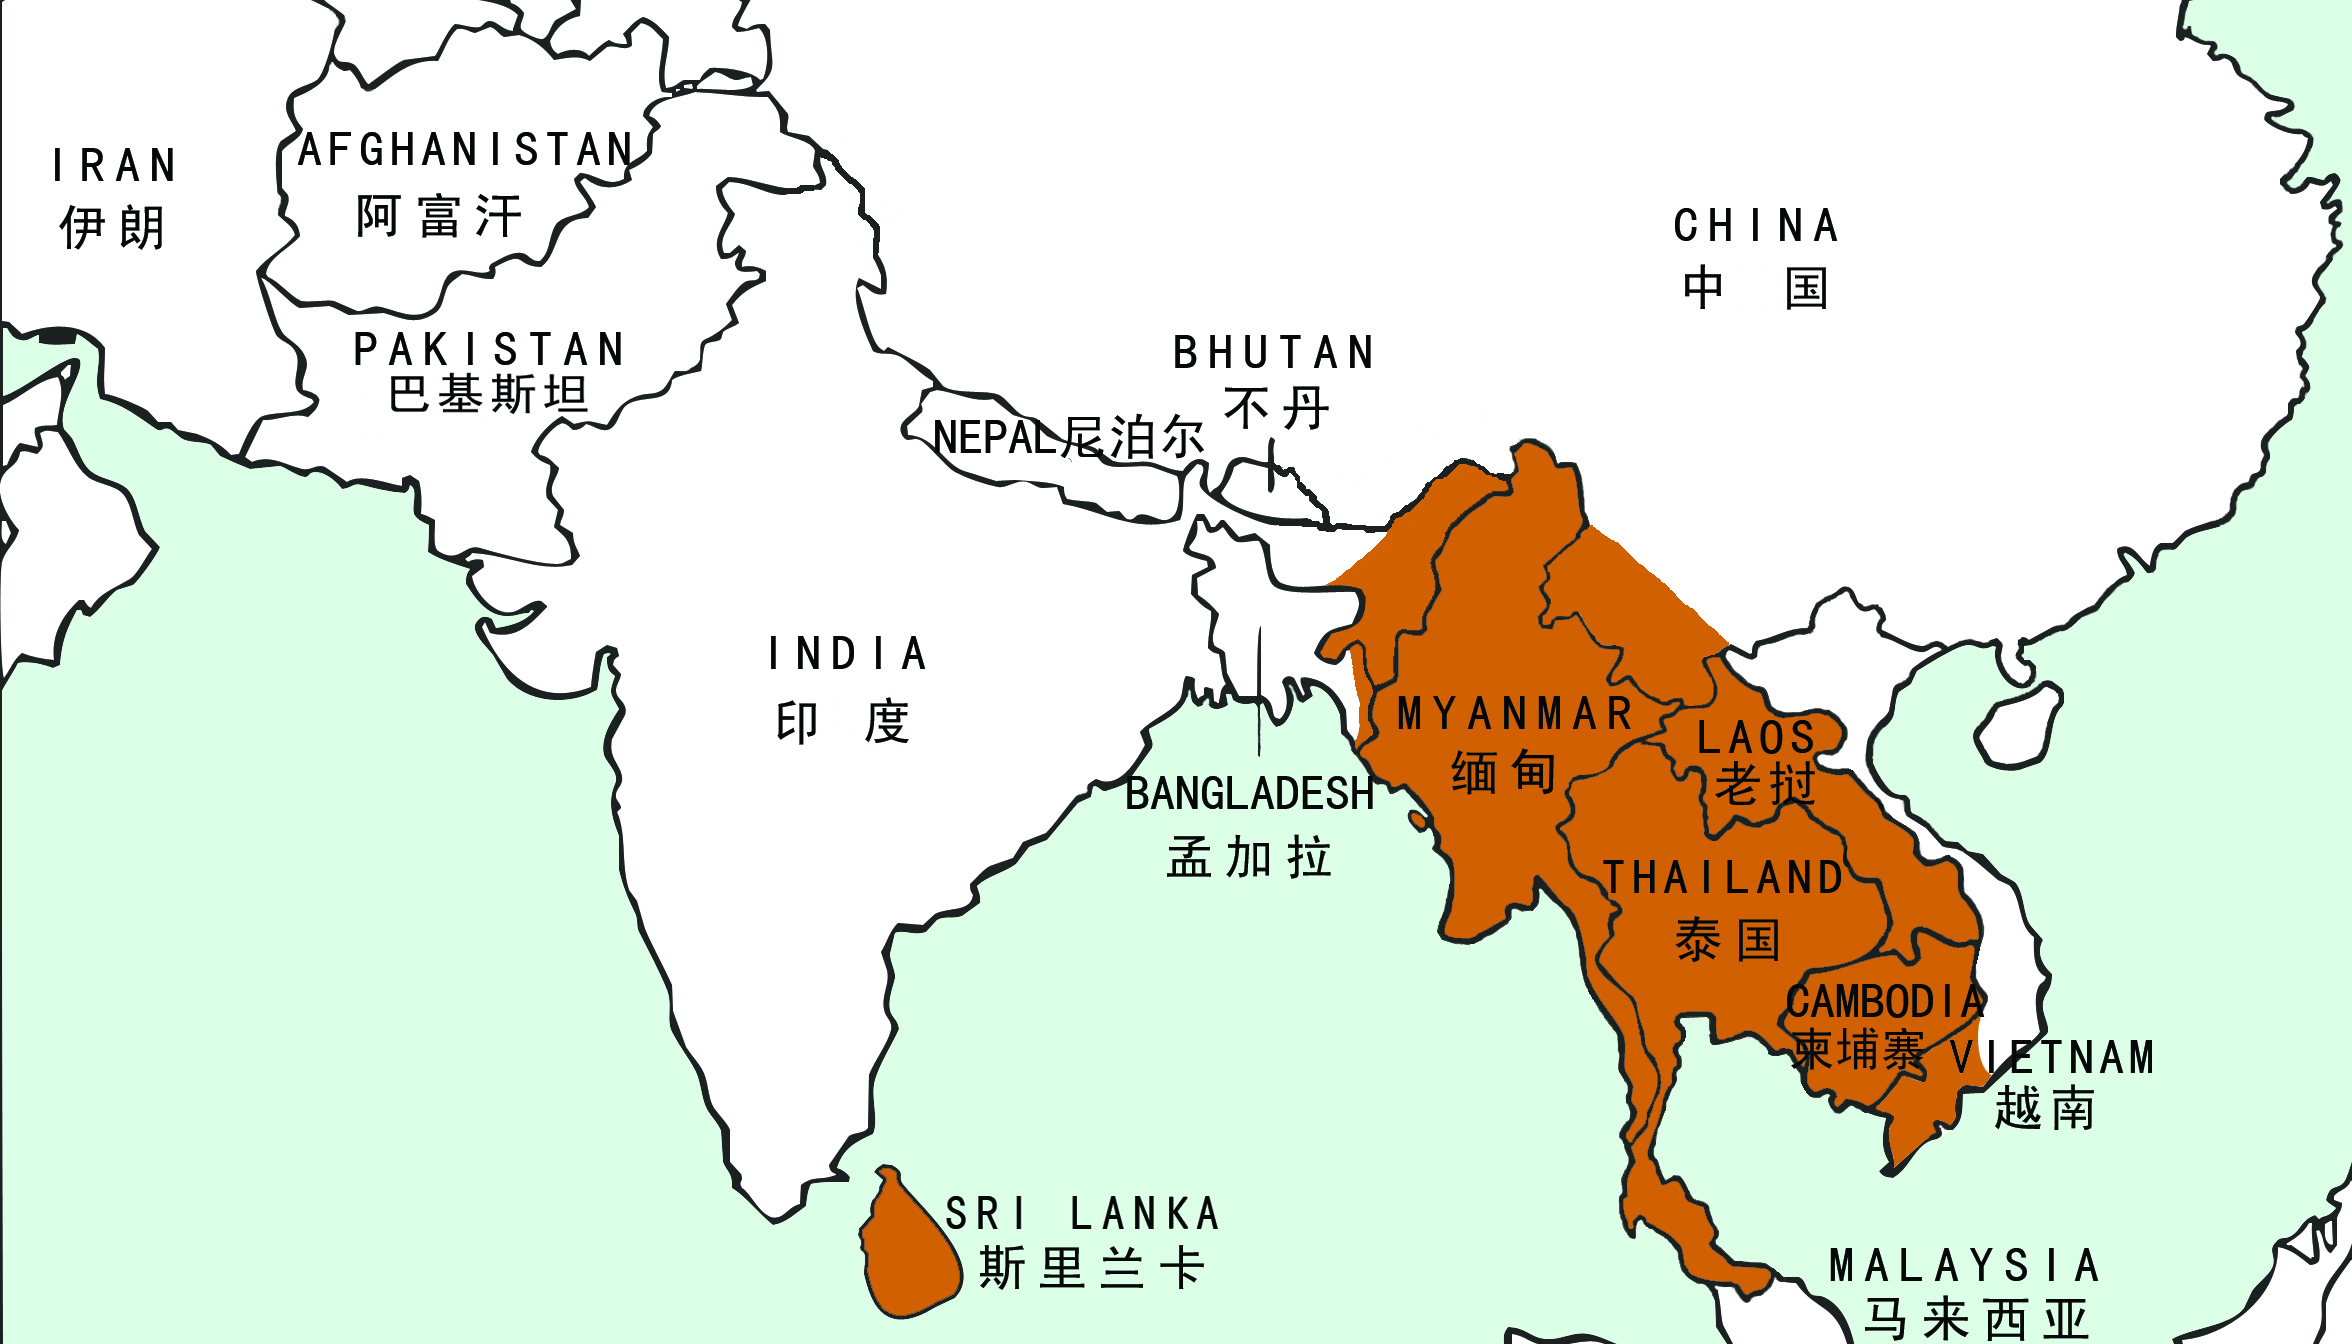 IRAN
伊朗
AFGHANISTAN
阿富汗
CHINA
中 国
PAKISTAN
巴基斯坦
BHUTAN
不丹
NEPAL尼泊尔
INDIA
印 度
MYANMAR
缅甸
LAOS
老挝
BANGLADESH
孟加拉
THAILAND
泰国
CAMBODIA
柬埔寨
VIETNAM
越南
SRI LANKA
斯里兰卡
MALAYSIA
马来西亚